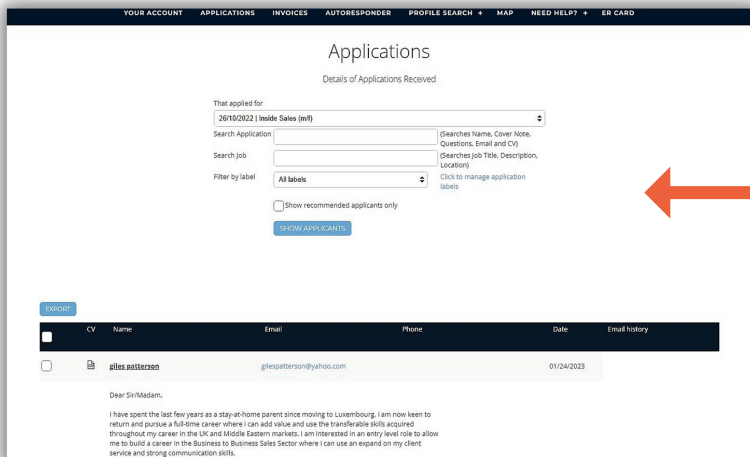 YOUR ACCOUNT APPLICATIONS INVOICES AUTORESPONDER PROFILE SEARCH + MAP NEED HELP? + ER CARD
Applications
Details of Applications Received
That applied for
26/10/2022 | Inside Sales (m/f)
Search Application (Searches Name, Cover Note,
Questions, Email and CV)
Search Job (Searches Job Title, Description,
Location)
Filter by label All labels Click to manage application
labels
Show recommended applicants only
SHOW APPLICANTS
EXPORT
CV Name Email Phone Date Email history
giles patterson gilespatterson@yahoo.com 01/24/2023
Dear Sir/Madam,
I have spent the last few years as a stay-at-home parent since moving to Luxembourg. I am now keen to
return and pursue a full-time career where i can add value and use the transferable skills acquired
throughout my career in the UK and Middle Eastern markets. I am interested in an entry level role to allow
me to build a career in the Business to Business Sales Sector where I can use an expand on my client
service and strong communication skills.